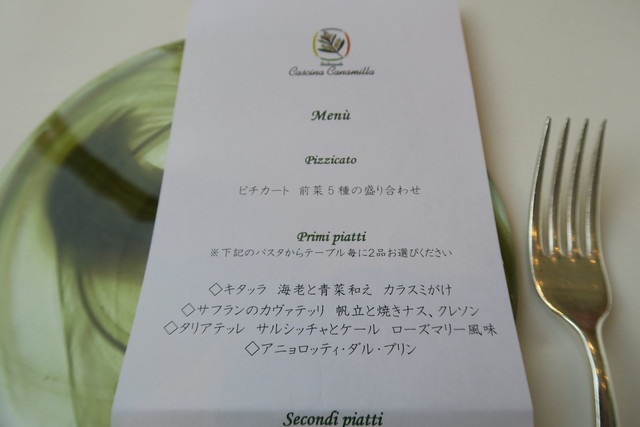 Cascina Canamilla
Menù
Pizzicato
ピチカート 前菜5種の盛り合わせ
Primi piatti
※下記のパスタからテーブル毎に2品お選びください
◇キタッラ 海老と青菜和え カラスミがけ
◇サフランのカヴァテッリ 帆立と焼きナス、クレソン
◇タリアテッレ サルシッチャとケール ローズマリー風味
◇アニョロッティ・ダル・プリン
Secondi piatti